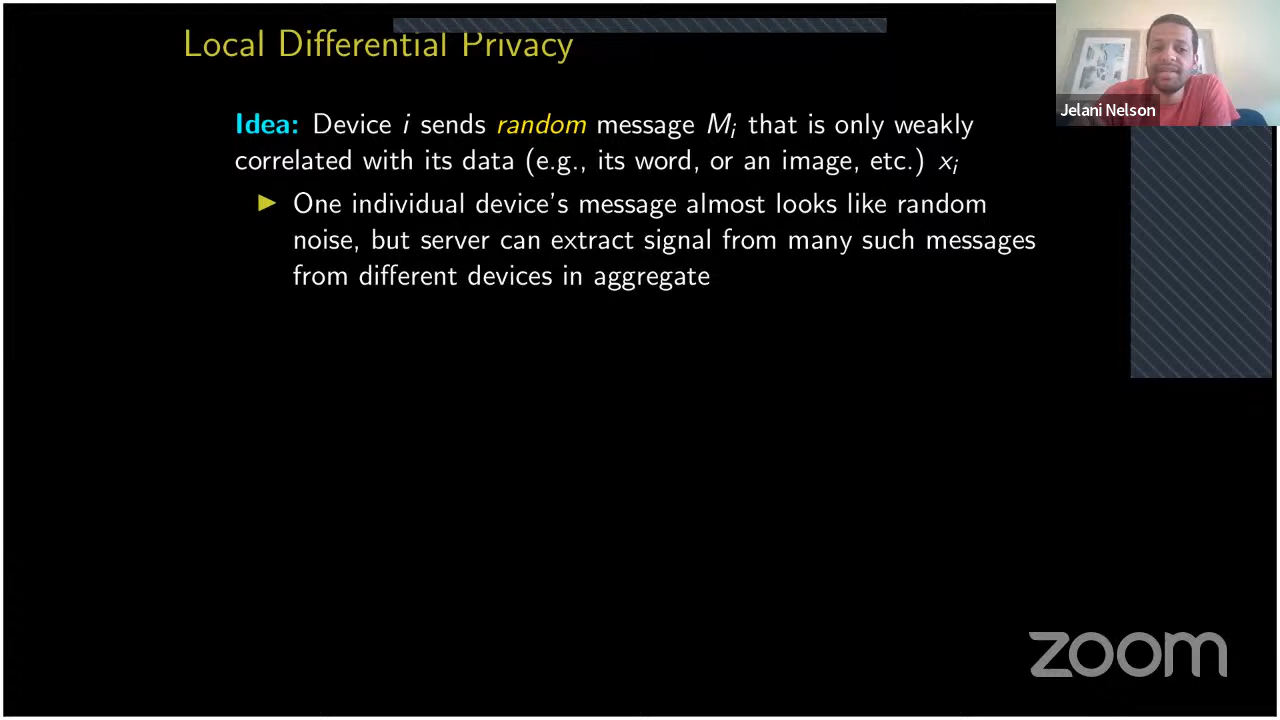 Local Differential Privacy
Jelani Nelson
Idea: Device i sends random message Mᵢ that is only weakly
correlated with its data (e.g., its word, or an image, etc.) xᵢ
▶ One individual device's message almost looks like random
noise, but server can extract signal from many such messages
from different devices in aggregate
zoom